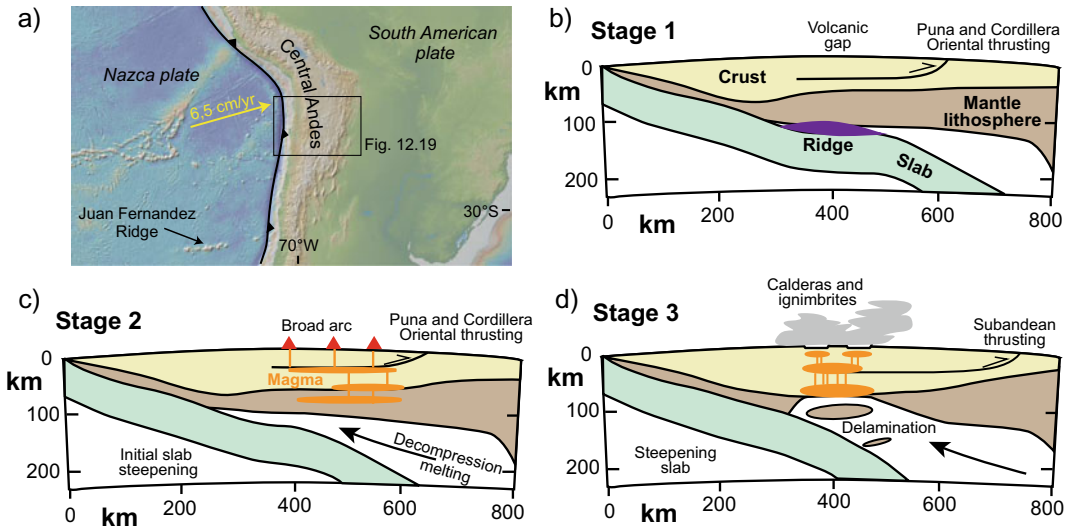 a)
South American
plate
Nazca plate
Central Andes
6,5 cm/yr
Fig. 12.19
Juan Fernandez
Ridge
30°S
70°W
b)
Stage 1
Volcanic
gap
Puna and Cordillera
Oriental thrusting
0
km
100
200
Crust
Mantle
lithosphere
Ridge
Slab
0
200
400
600
800
km
c)
Stage 2
Broad arc
Puna and Cordillera
Oriental thrusting
0
km
100
200
Magma
Decompression
melting
Initial slab
steepening
0
200
400
600
800
km
d)
Stage 3
Calderas and
ignimbrites
Subandean
thrusting
0
km
100
200
Delamination
Steepening
slab
0
200
400
600
800
km